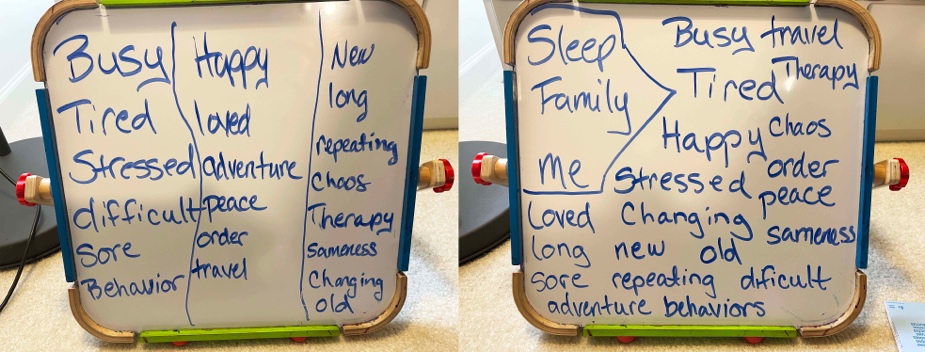 Busy
Tired
Stressed
difficult
Sore
Behavior
Happy
loved
adventure
peace
order
travel
New
long
repeating
Chaos
Therapy
Sameness
Changing
old
Sleep
Family
Me
Busy travel
Tired Therapy
Happy Chaos
Stressed order
peace
Loved Changing sameness
long new old
sore repeating dificult
adventure behaviors